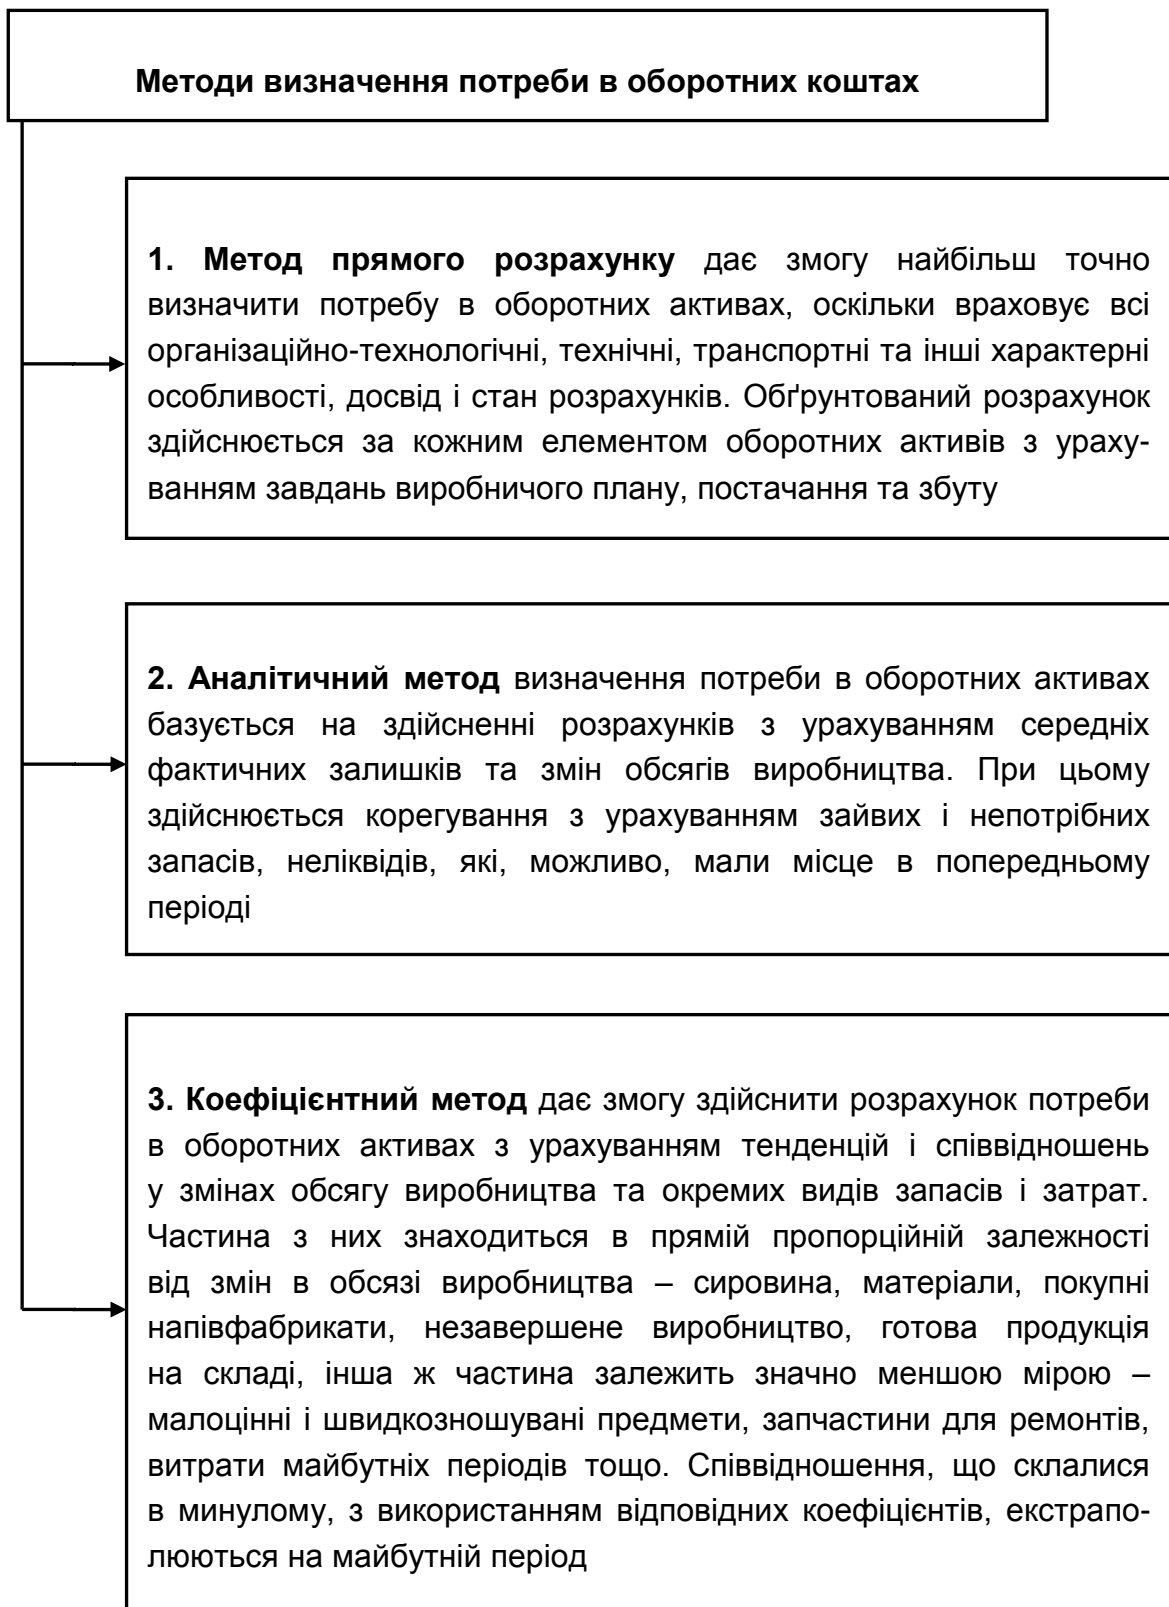 Методи визначення потреби в оборотних коштах
1. Метод прямого розрахунку дає змогу найбільш точно
визначити потребу в оборотних активах, оскільки враховує всі
організаційно-технологічні, технічні, транспортні та інші характерні
особливості, досвід і стан розрахунків. Обґрунтований розрахунок
здійснюється за кожним елементом оборотних активів з ураху-
ванням завдань виробничого плану, постачання та збуту
2. Аналітичний метод визначення потреби в оборотних активах
базується на здійсненні розрахунків з урахуванням середніх
фактичних залишків та змін обсягів виробництва. При цьому
здійснюється корегування з урахуванням зайвих і непотрібних
запасів, неліквідів, які, можливо, мали місце в попередньому
періоді
3. Коефіцієнтний метод дає змогу здійснити розрахунок потреби
в оборотних активах з урахуванням тенденцій і співвідношень
у змінах обсягу виробництва та окремих видів запасів і затрат.
Частина з них знаходиться в прямій пропорційній залежності
від змін в обсязі виробництва – сировина, матеріали, покупні
напівфабрикати, незавершене виробництво, готова продукція
на складі, інша ж частина залежить значно меншою мірою –
малоцінні і швидкозношувані предмети, запчастини для ремонтів,
витрати майбутніх періодів тощо. Співвідношення, що склалися
в минулому, з використанням відповідних коефіцієнтів, екстрапо-
люються на майбутній період